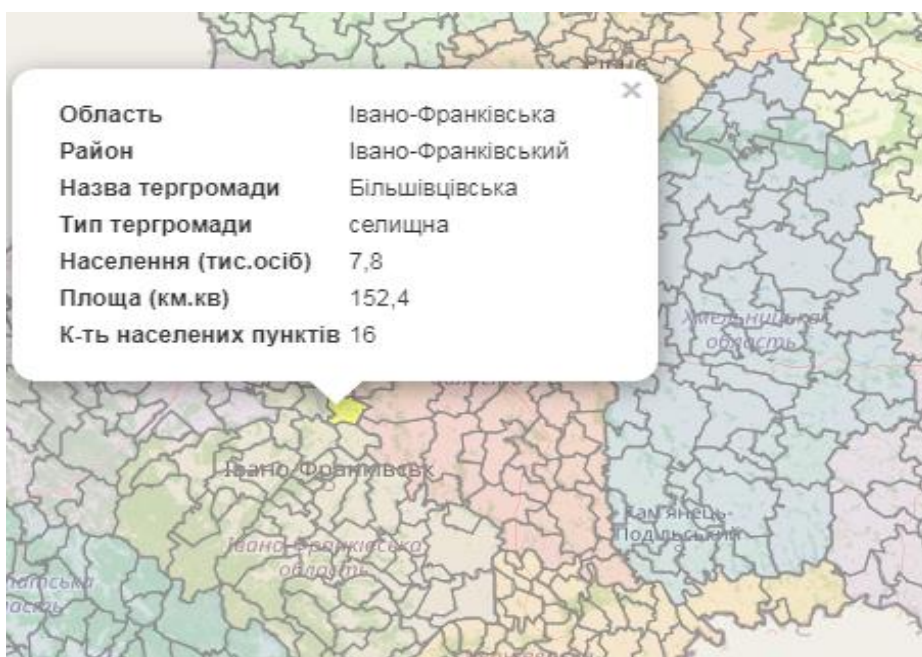 Рівне
×
Область Івано-Франківська
Район Івано-Франківський
Назва тергромади Більшівцівська
Тип тергромади селищна
Населення (тис.осіб) 7,8
Площа (км.кв) 152,4
К-ть населених пунктів 16
Хмельницька
область
Івано-Франківськ
Кам'янець-
Подільський
Івано-Франківська
область